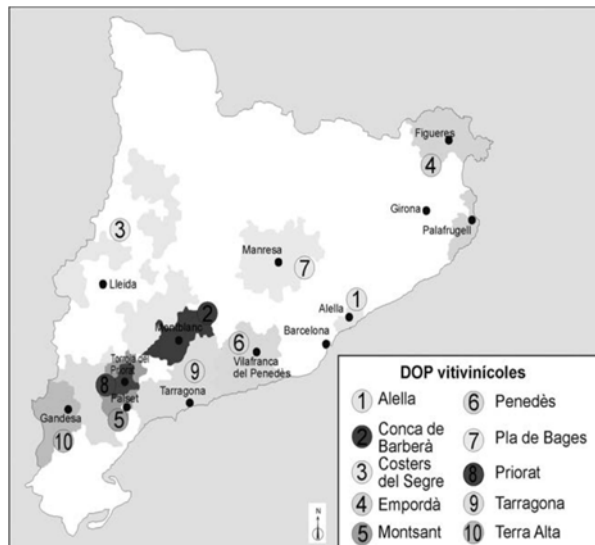 Figueres
4
Girona
Palafrugell
3
Manresa
7
Lleida
1
Alella
2
Montblanc
Barcelona
6
Vilafranca
del Penedès
9
Torroja del
Priorat
8
Falset
Tarragona
5
Gandesa
10
N
DOP vitivinícoles
1 Alella
2 Conca de
Barberà
3 Costers
del Segre
4 Empordà
5 Montsant
6 Penedès
7 Pla de Bages
8 Priorat
9 Tarragona
10 Terra Alta